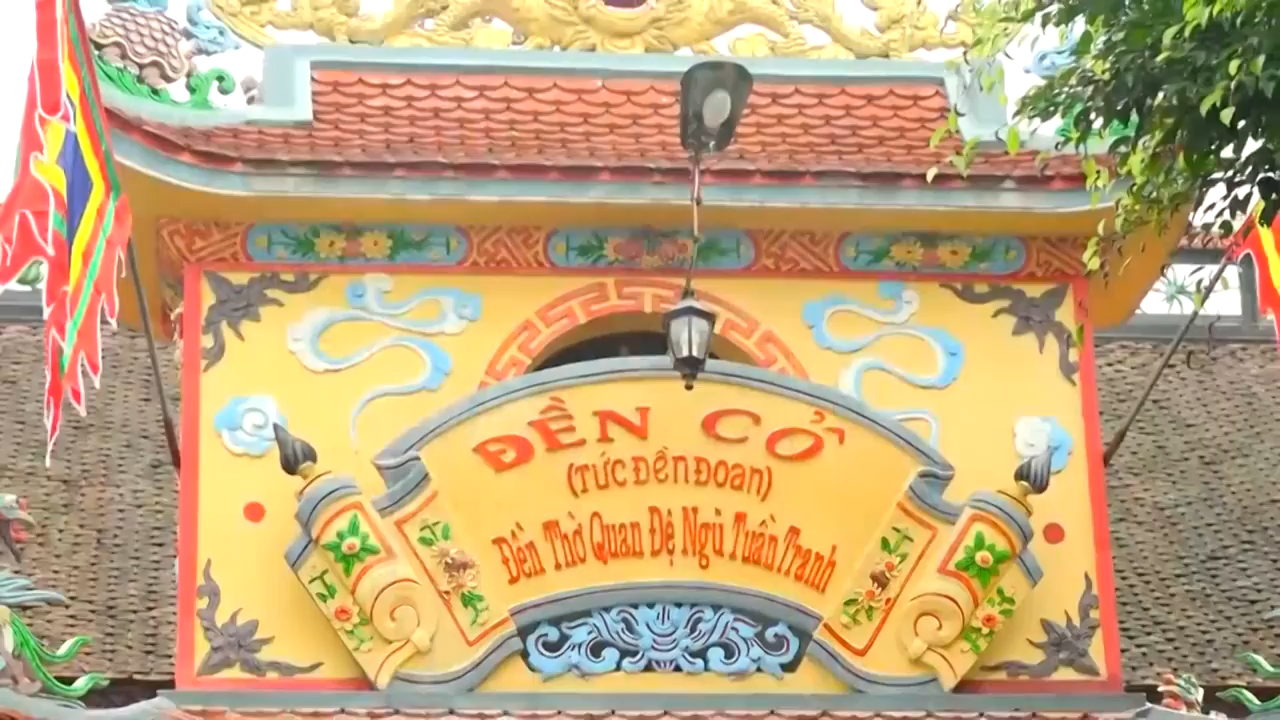 ĐỀN CỔ
(TỨC ĐỀN ĐOAN)
Đền Thờ Quan Đệ Ngũ Tuần Tranh